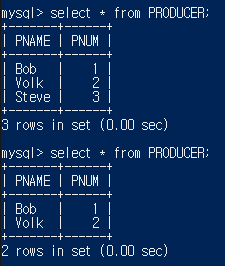 mysql> select * from PRODUCER;
+-------+------+
| PNAME | PNUM |
+-------+------+
| Bob   |    1 |
| Volk  |    2 |
| Steve |    3 |
+-------+------+
3 rows in set (0.00 sec)

mysql> select * from PRODUCER;
+-------+------+
| PNAME | PNUM |
+-------+------+
| Bob   |    1 |
| Volk  |    2 |
+-------+------+
2 rows in set (0.00 sec)